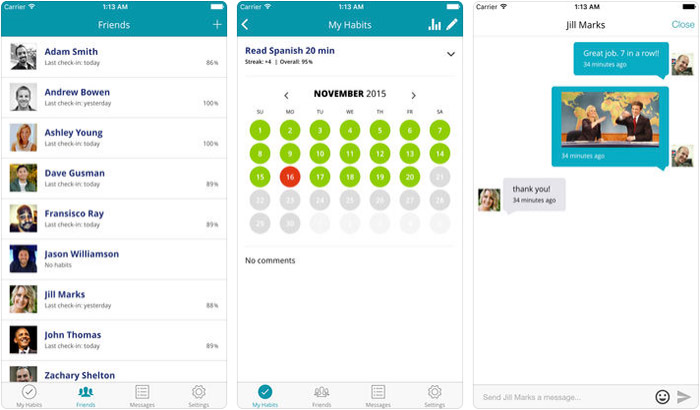 Carrier 1:13 AM
Friends +
Adam Smith
Last check-in: today 86%
Andrew Bowen
Last check-in: yesterday 100%
Ashley Young
Last check-in: today 100%
Dave Gusman
Last check-in: today 89%
Fransisco Ray
Last check-in: today 89%
Jason Williamson
No habits
Jill Marks
Last check-in: yesterday 88%
John Thomas
Last check-in: today 89%
Zachary Shelton
My Habits Friends Messages Settings
Carrier 1:13 AM
My Habits
Read Spanish 20 min
Streak: +4 | Overall: 95%
NOVEMBER 2015
SU MO TU WE TH FR SA
1 2 3 4 5 6 7
8 9 10 11 12 13 14
15 16 17 18 19 20 21
22 23 24 25 26 27 28
29 30 1 2 3 4 5
No comments
My Habits Friends Messages Settings
Carrier 1:13 AM
Jill Marks Close
Great job. 7 in a row!!
34 minutes ago
34 minutes ago
thank you!
34 minutes ago
Send Jill Marks a message...